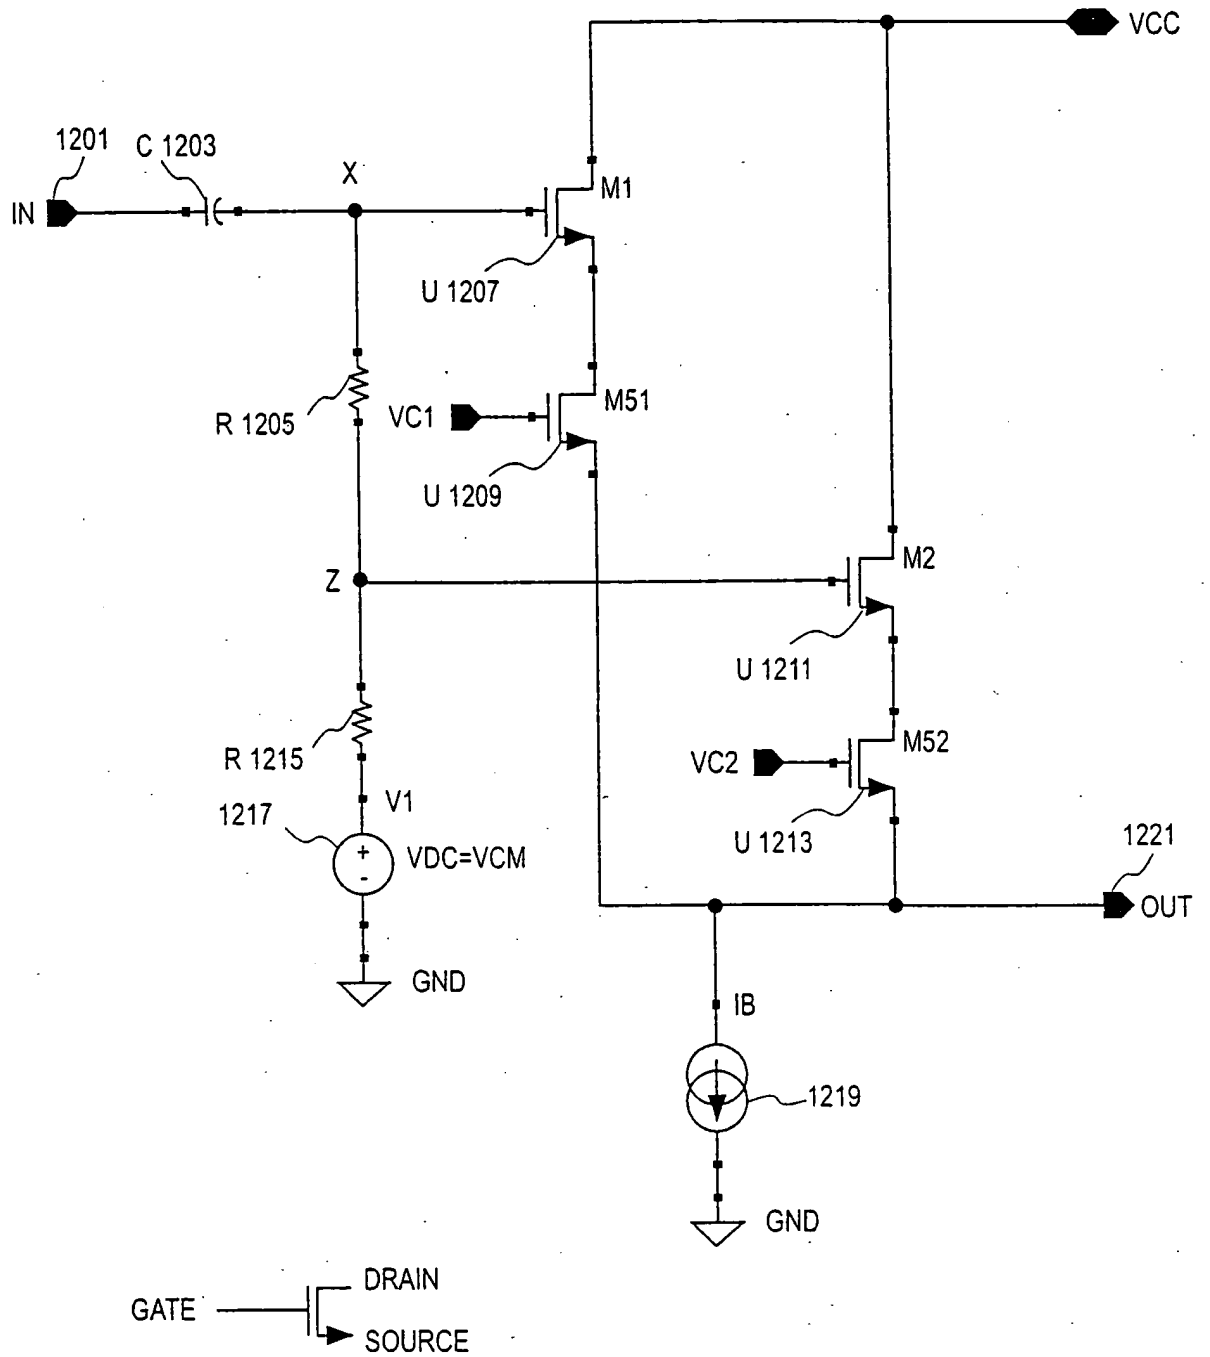 VCC
1201
C 1203
X
IN
M1
U 1207
R 1205
VC1
M51
U 1209
Z
M2
U 1211
R 1215
VC2
M52
1217
V1
VDC=VCM
+
-
U 1213
1221
OUT
GND
IB
1219
GND
GATE
DRAIN
SOURCE